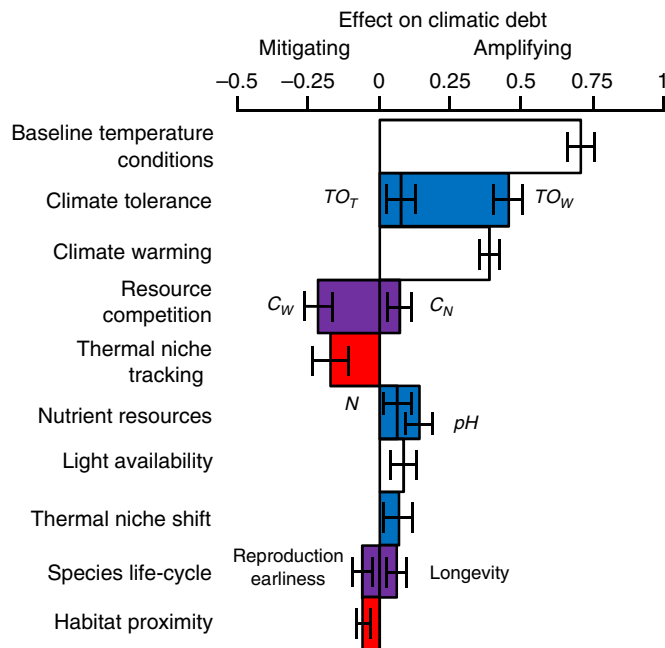 Effect on climatic debt
Mitigating Amplifying
–0.5 –0.25 0 0.25 0.5 0.75 1
Baseline temperature
conditions
Climate tolerance TO_T TO_W
Climate warming
Resource
competition C_W C_N
Thermal niche
tracking
Nutrient resources N pH
Light availability
Thermal niche shift
Species life-cycle Reproduction
earliness Longevity
Habitat proximity